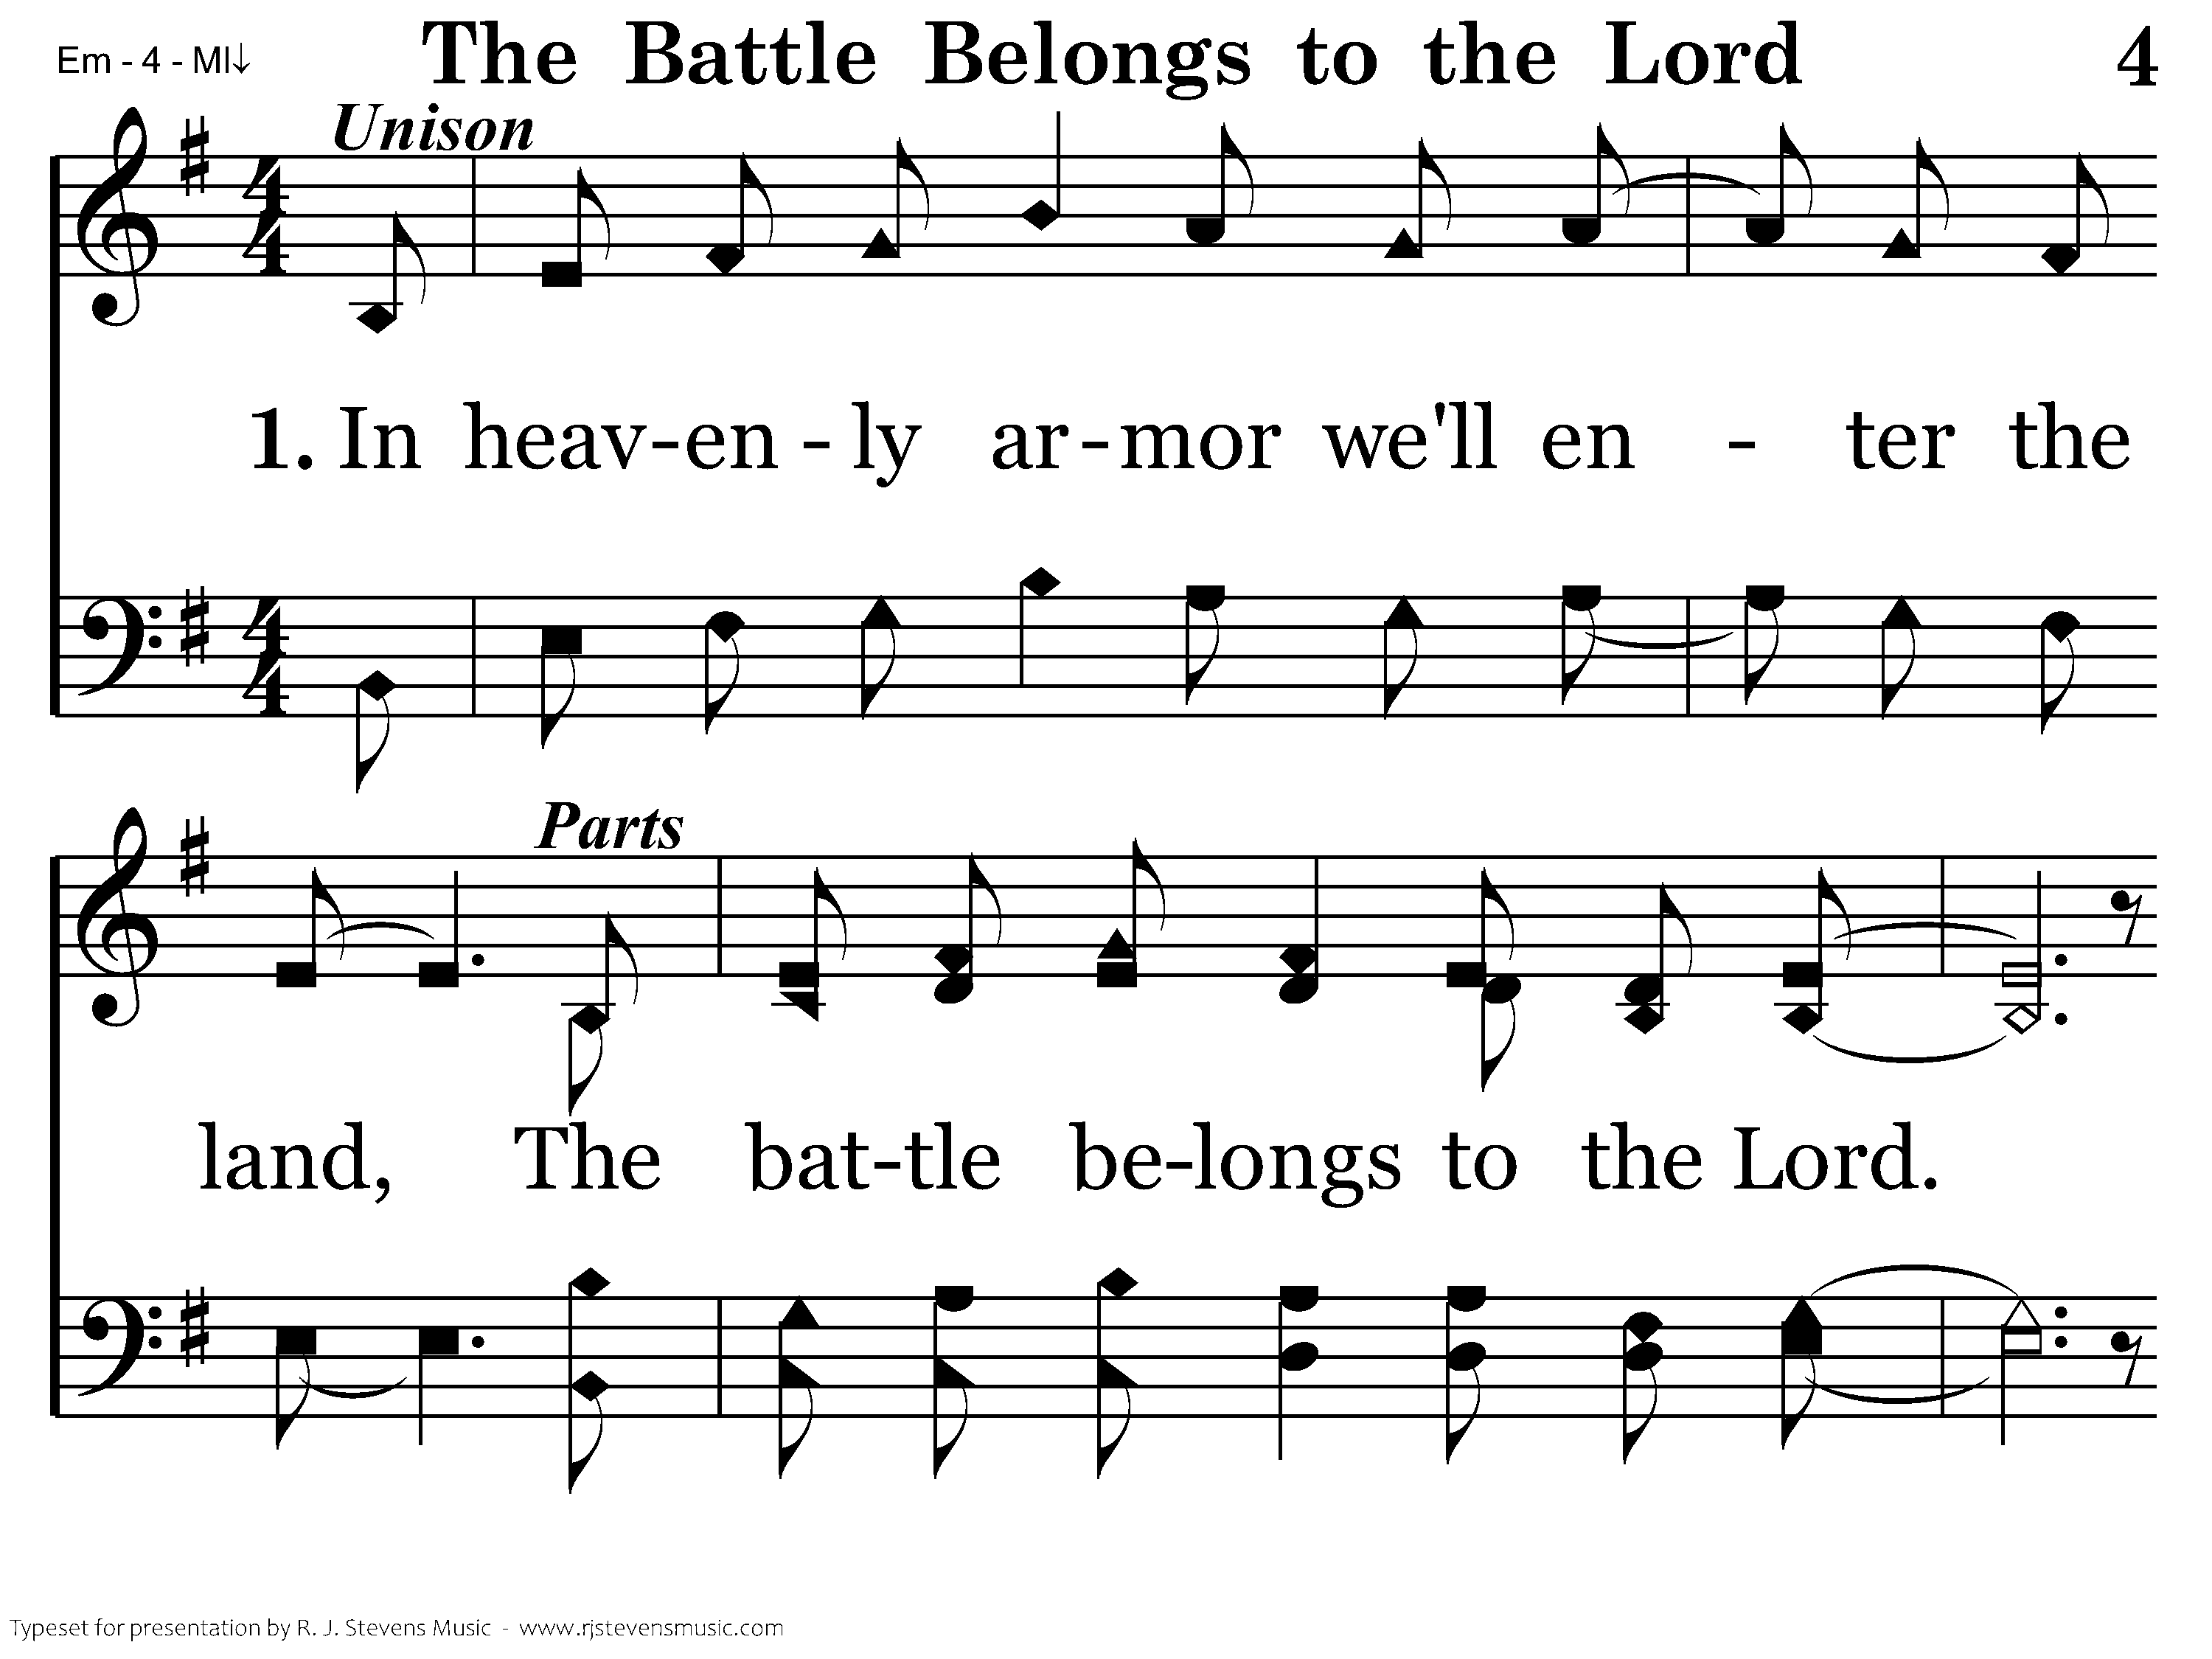 Em - 4 - MI↓ The Battle Belongs to the Lord 4
Unison
1. In heav-en - ly ar-mor we'll en - ter the
Parts
land, The bat-tle be-longs to the Lord.
Typeset for presentation by R. J. Stevens Music - www.rjstevensmusic.com